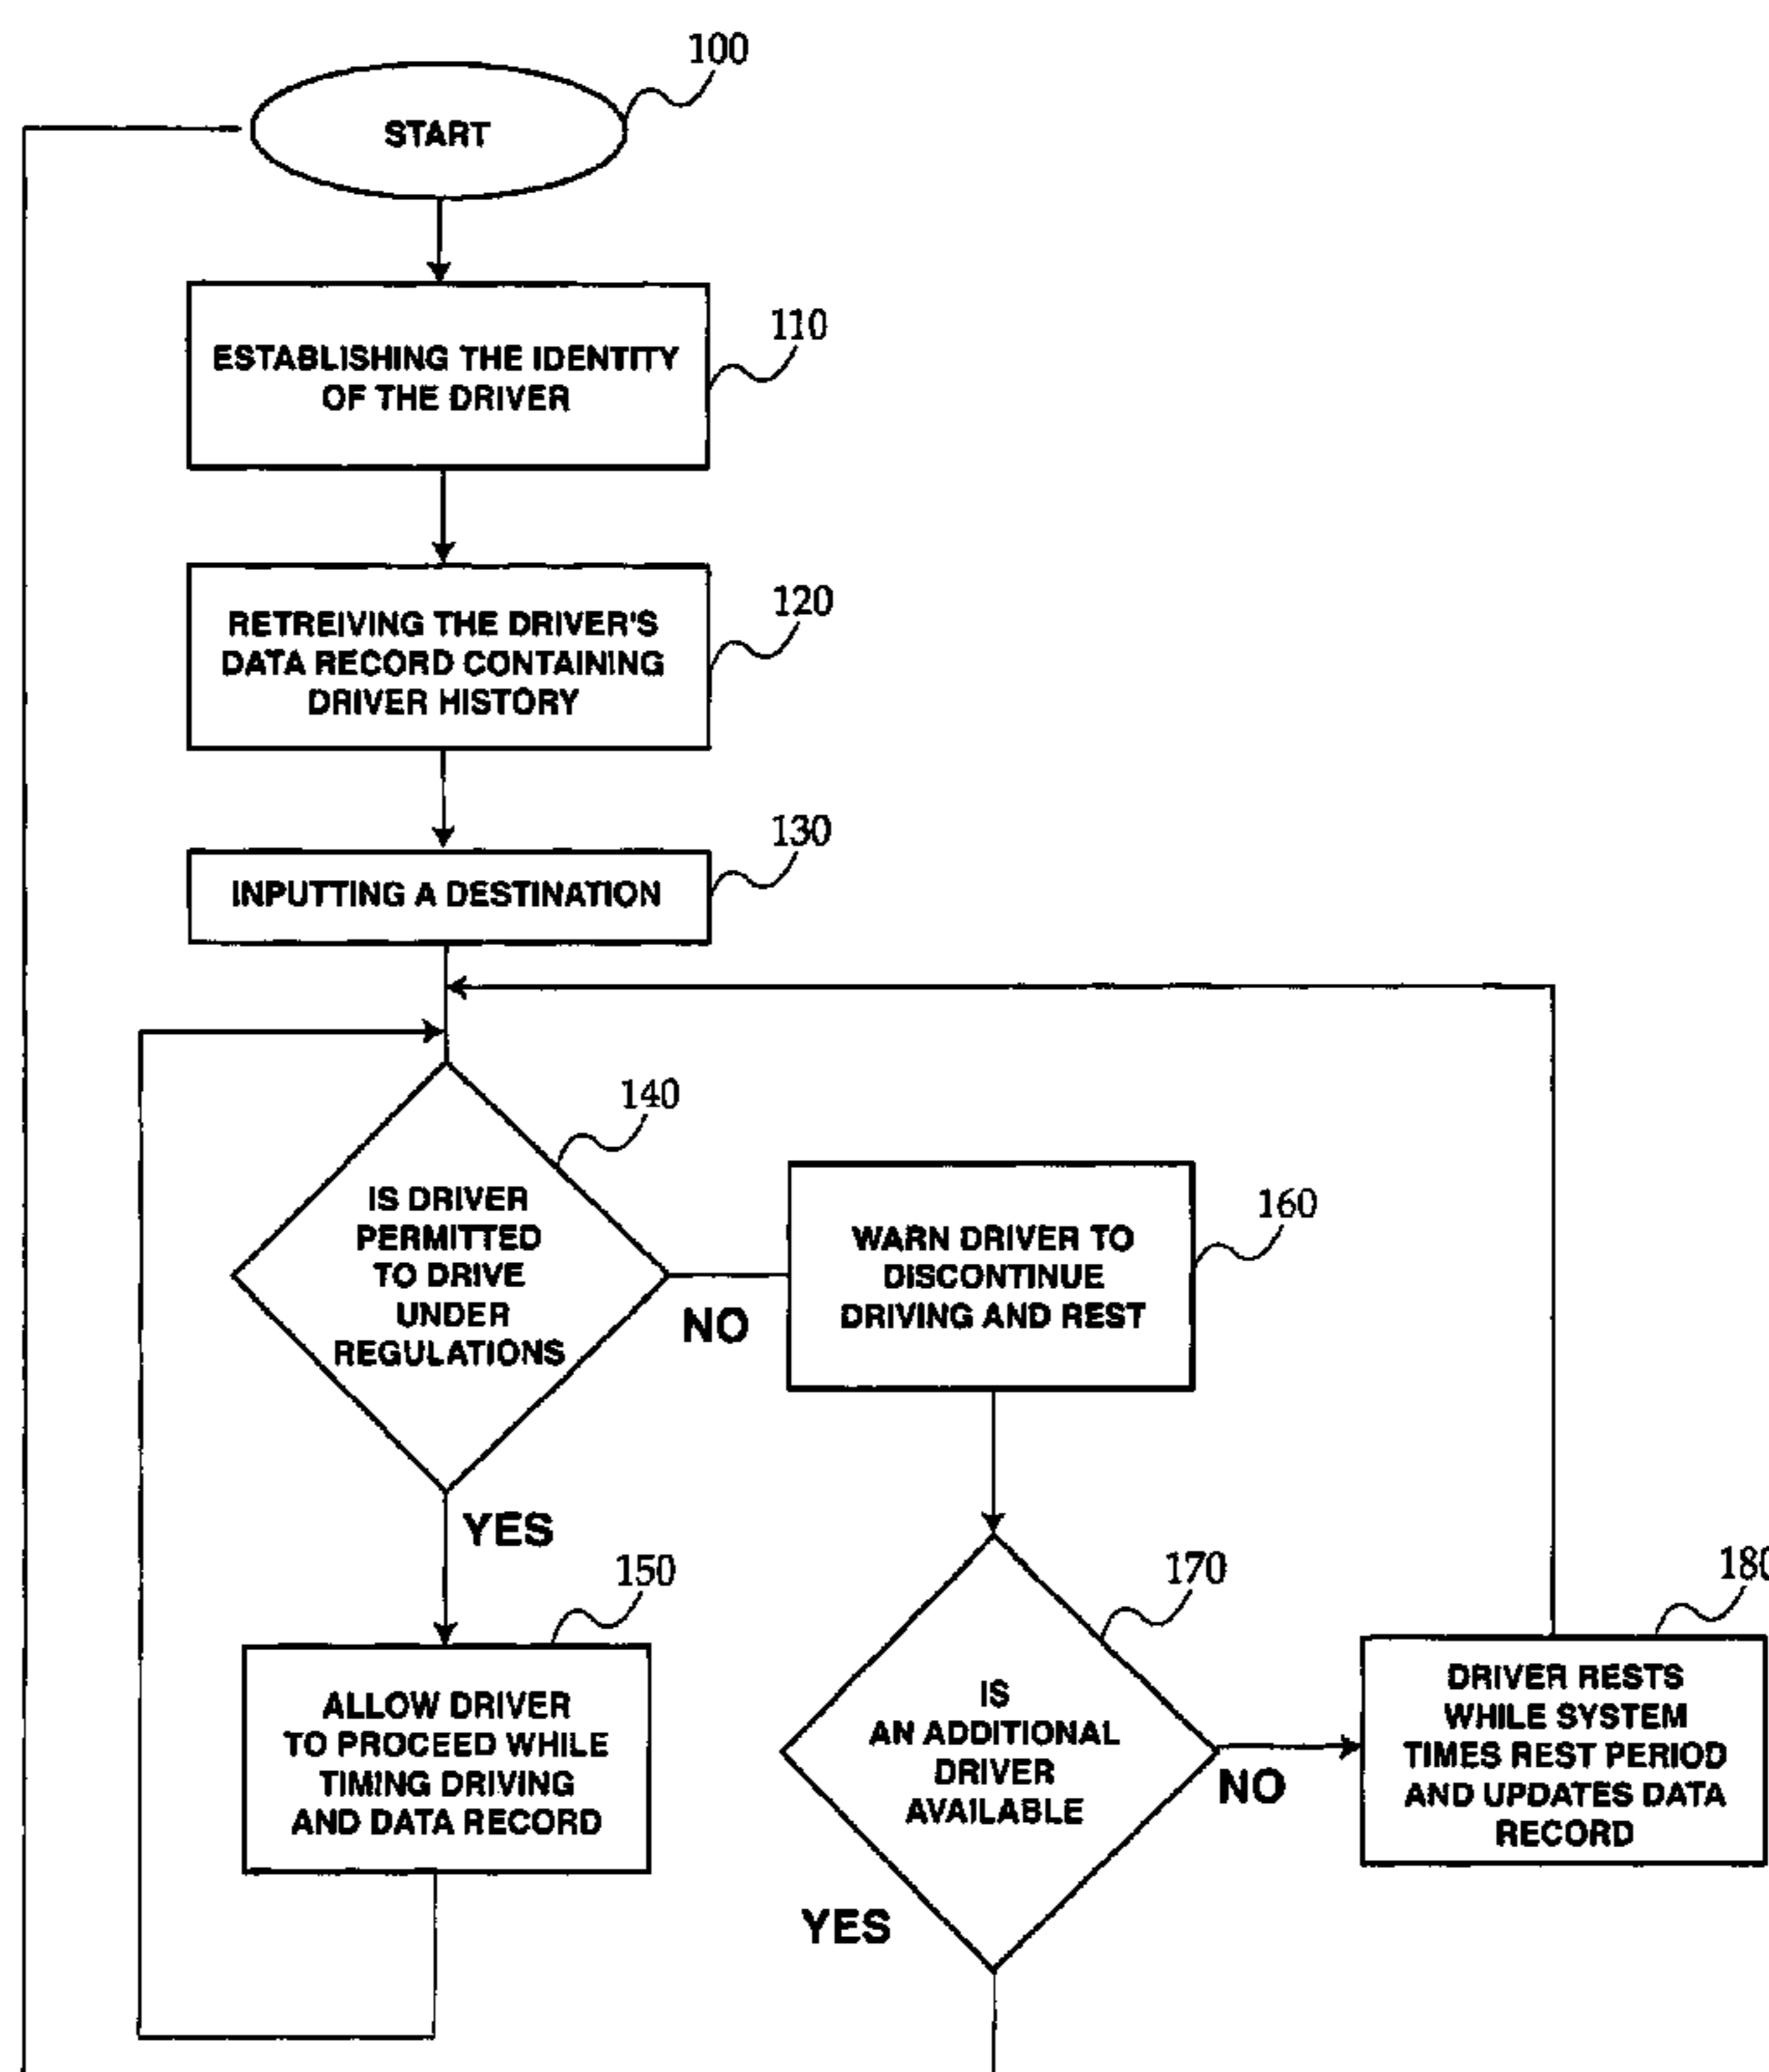 100
START
110
ESTABLISHING THE IDENTITY
OF THE DRIVER
120
RETREIVING THE DRIVER'S
DATA RECORD CONTAINING
DRIVER HISTORY
130
INPUTTING A DESTINATION
140
IS DRIVER
PERMITTED
TO DRIVE
UNDER
REGULATIONS
NO
160
WARN DRIVER TO
DISCONTINUE
DRIVING AND REST
YES
150
ALLOW DRIVER
TO PROCEED WHILE
TIMING DRIVING
AND DATA RECORD
170
IS
AN ADDITIONAL
DRIVER
AVAILABLE
NO
YES
180
DRIVER RESTS
WHILE SYSTEM
TIMES REST PERIOD
AND UPDATES DATA
RECORD